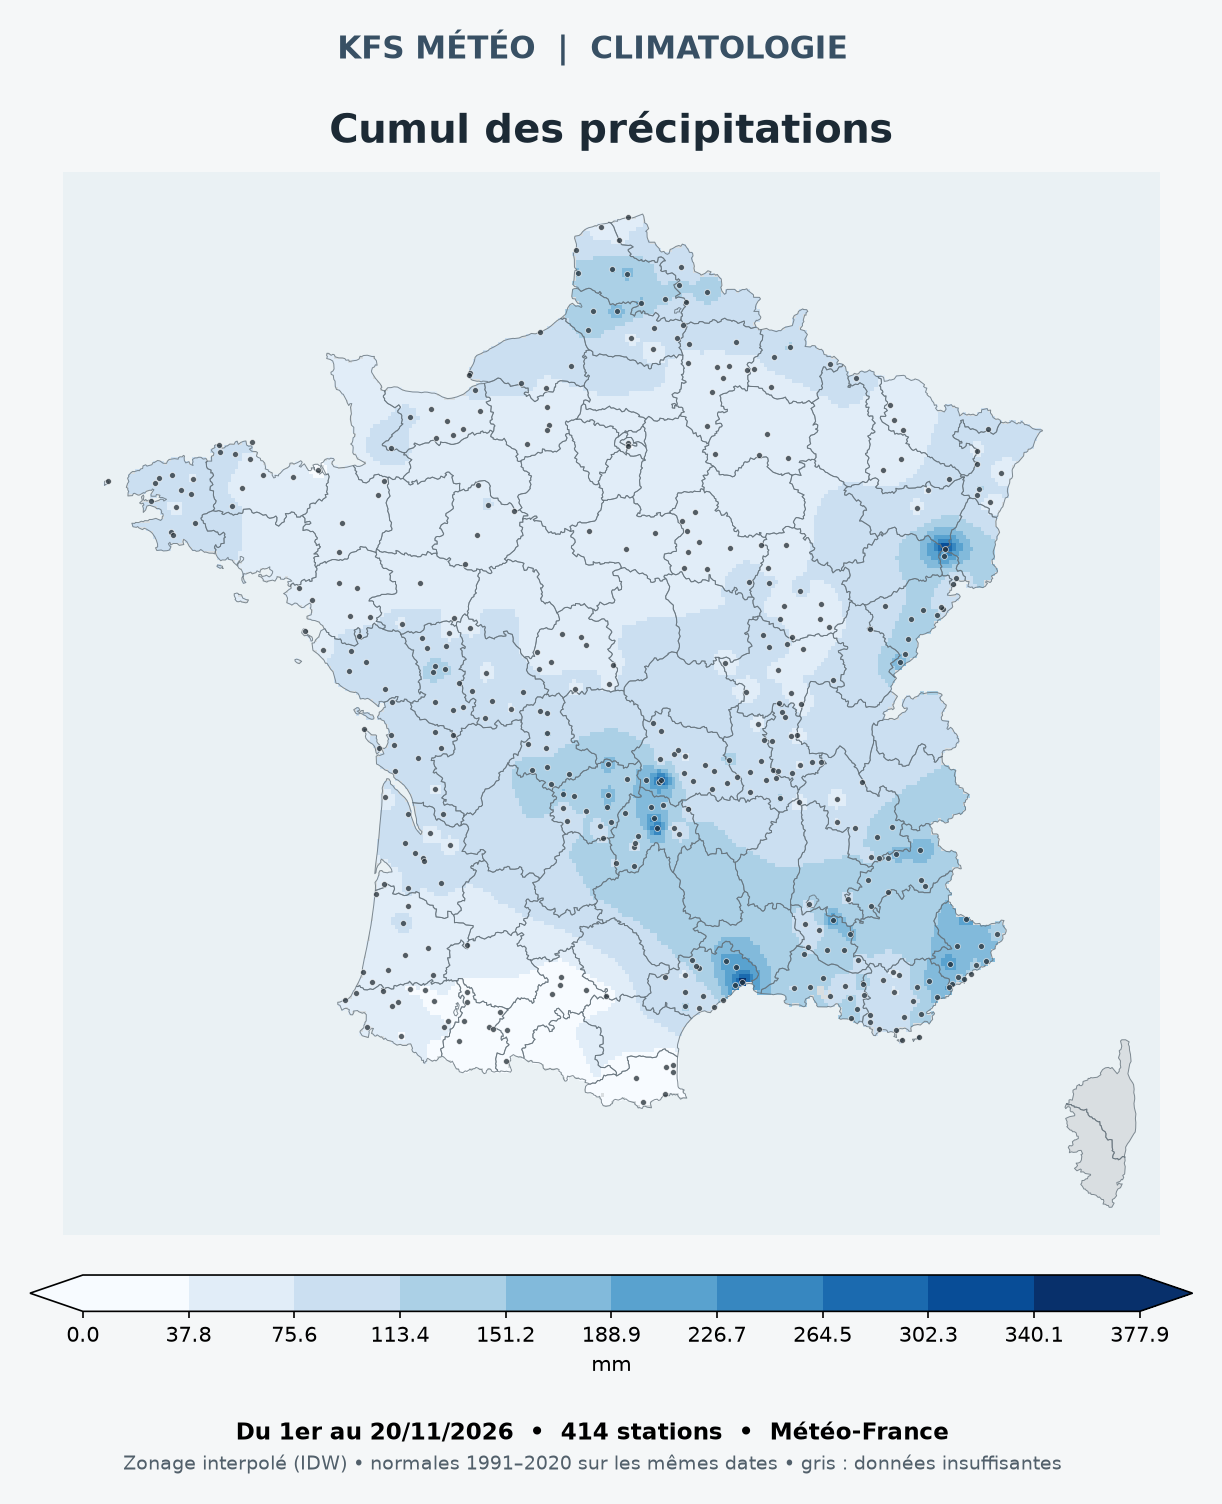 KFS MÉTÉO | CLIMATOLOGIE
Cumul des précipitations
0.0 37.8 75.6 113.4 151.2 188.9 226.7 264.5 302.3 340.1 377.9
mm
Du 1er au 20/11/2026 • 414 stations • Météo-France
Zonage interpolé (IDW) • normales 1991–2020 sur les mêmes dates • gris : données insuffisantes